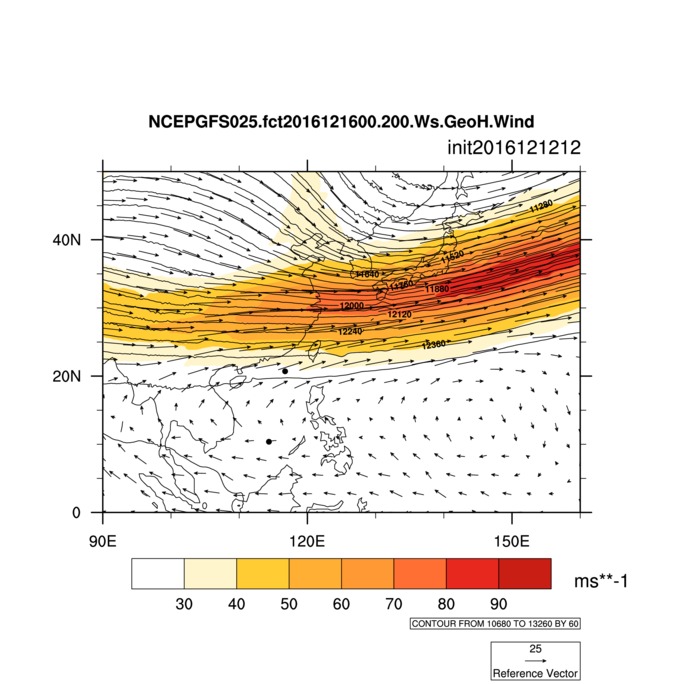 NCEPGFS025.fct2016121600.200.Ws.GeoH.Wind
init2016121212
11280
40N
11520
11640
11760
11880
12000
12120
12240
12360
20N
0
90E 120E 150E
ms**-1
30 40 50 60 70 80 90
CONTOUR FROM 10680 TO 13260 BY 60
25
Reference Vector